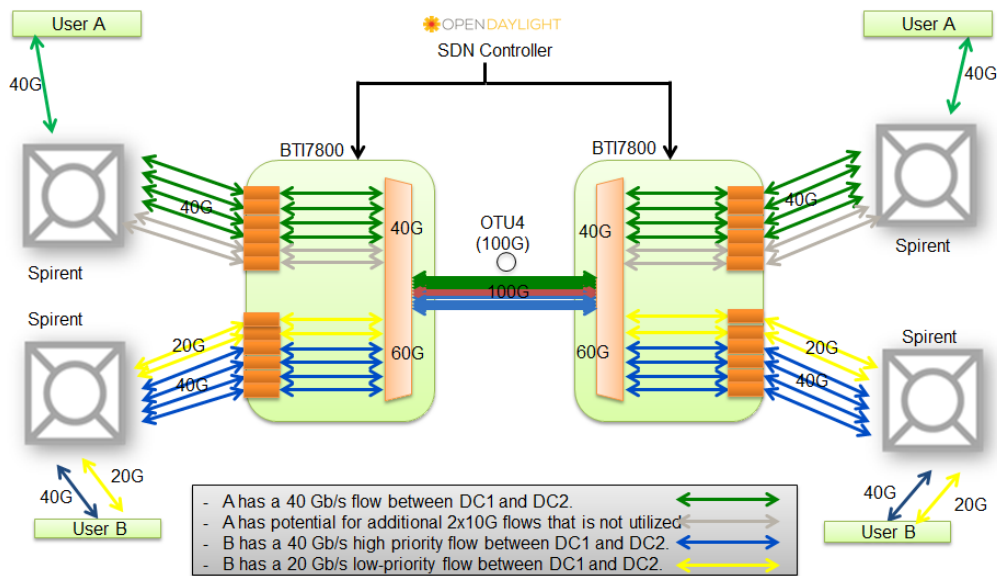 User A
OPENDAYLIGHT
SDN Controller
User A
40G
40G
BTI7800
BTI7800
40G
40G
OTU4
(100G)
40G
40G
Spirent
Spirent
100G
Spirent
Spirent
20G
60G
60G
20G
40G
40G
20G
40G
40G
20G
User B
User B
- A has a 40 Gb/s flow between DC1 and DC2.
- A has potential for additional 2x10G flows that is not utilized
- B has a 40 Gb/s high priority flow between DC1 and DC2.
- B has a 20 Gb/s low-priority flow between DC1 and DC2.